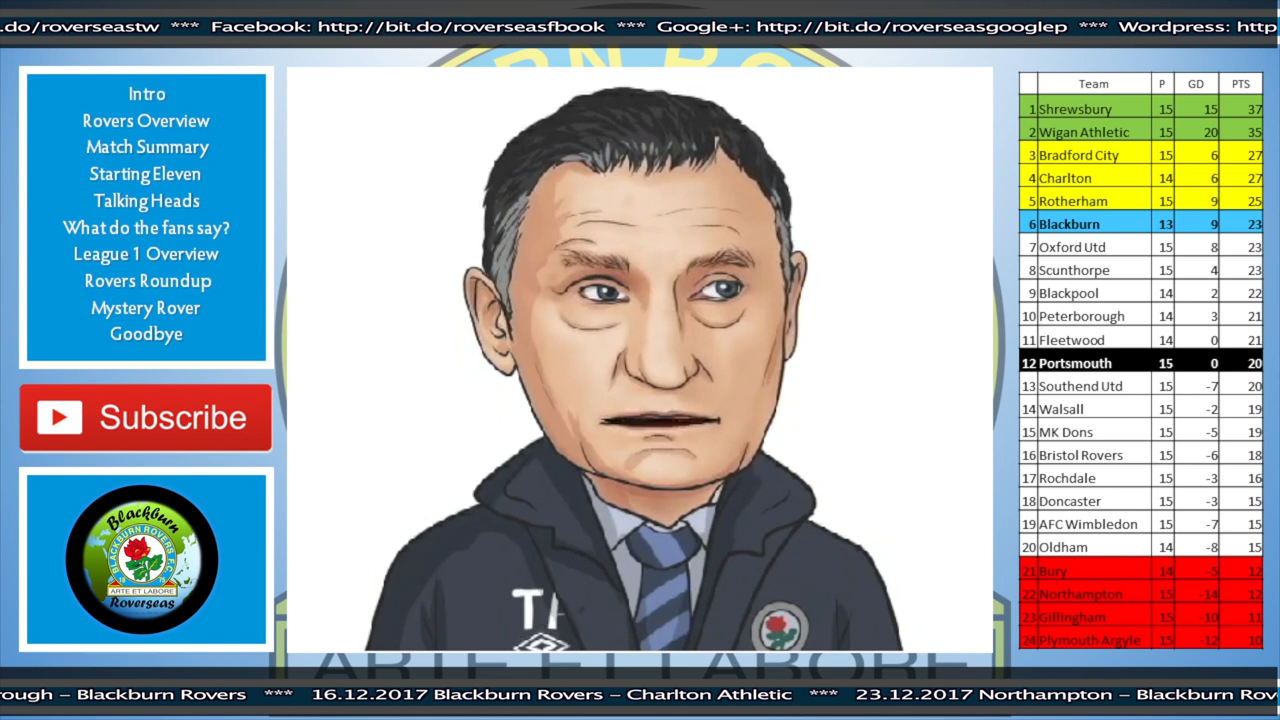 .do/roverseastw *** Facebook: http://bit.do/roverseasfbook *** Google+: http://bit.do/roverseasgooglep *** Wordpress: http
RN RO
Intro
Rovers Overview
Match Summary
Starting Eleven
Talking Heads
What do the fans say?
League 1 Overview
Rovers Roundup
Mystery Rover
Goodbye
Subscribe
Blackburn
BLACKBURN ROVERS F.C.
1875
ARTE ET LABORE
Roverseas
T
Team P GD PTS
1 Shrewsbury 15 15 37
2 Wigan Athletic 15 20 35
3 Bradford City 15 6 27
4 Charlton 14 6 27
5 Rotherham 15 9 25
6 Blackburn 13 9 23
7 Oxford Utd 15 8 23
8 Scunthorpe 15 4 23
9 Blackpool 14 2 22
10 Peterborough 14 3 21
11 Fleetwood 14 0 21
12 Portsmouth 15 0 20
13 Southend Utd 15 -7 20
14 Walsall 15 -2 19
15 MK Dons 15 -5 19
16 Bristol Rovers 15 -6 18
17 Rochdale 15 -3 16
18 Doncaster 15 -3 15
19 AFC Wimbledon 15 -7 15
20 Oldham 14 -8 15
21 Bury 14 -5 12
22 Northampton 15 -14 12
23 Gillingham 15 -10 11
24 Plymouth Argyle 15 -12 10
ARTE ET LABORE
rough – Blackburn Rovers *** 16.12.2017 Blackburn Rovers – Charlton Athletic *** 23.12.2017 Northampton – Blackburn Rov